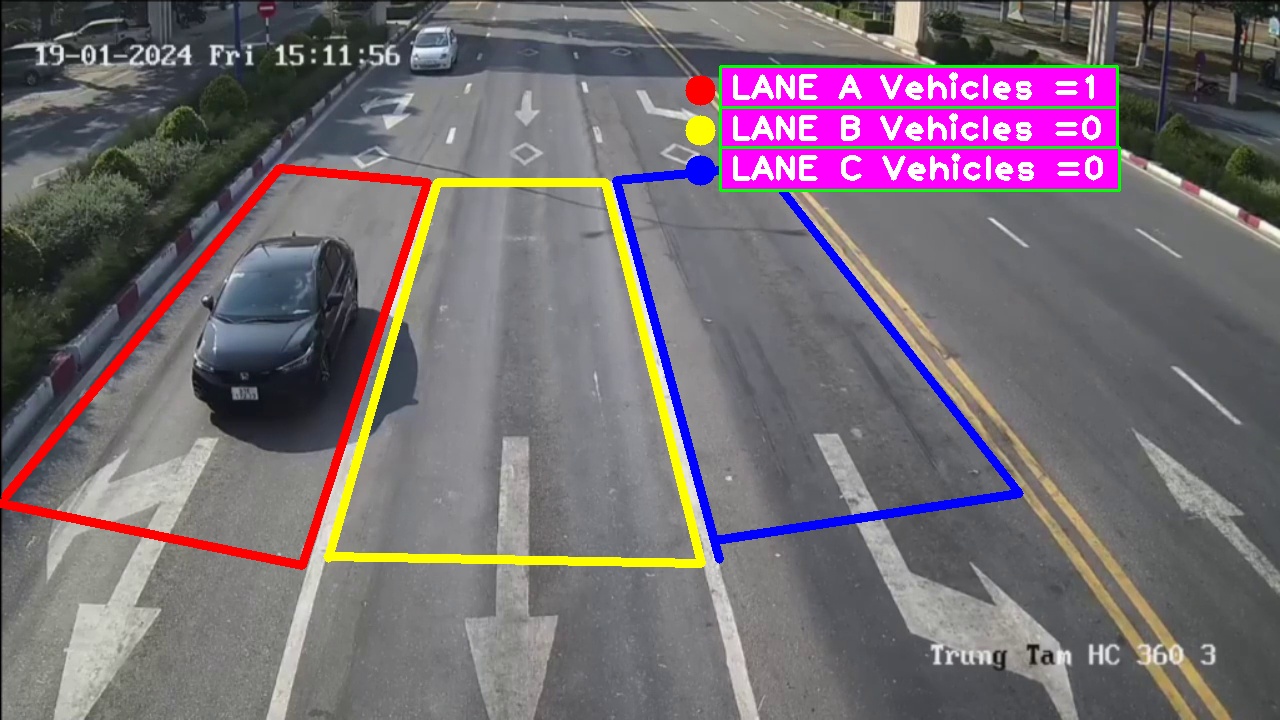 19-01-2024 Fri 15:11:56
LANE A Vehicles =1
LANE B Vehicles =0
LANE C Vehicles =0
Trung Tam HC 360 3